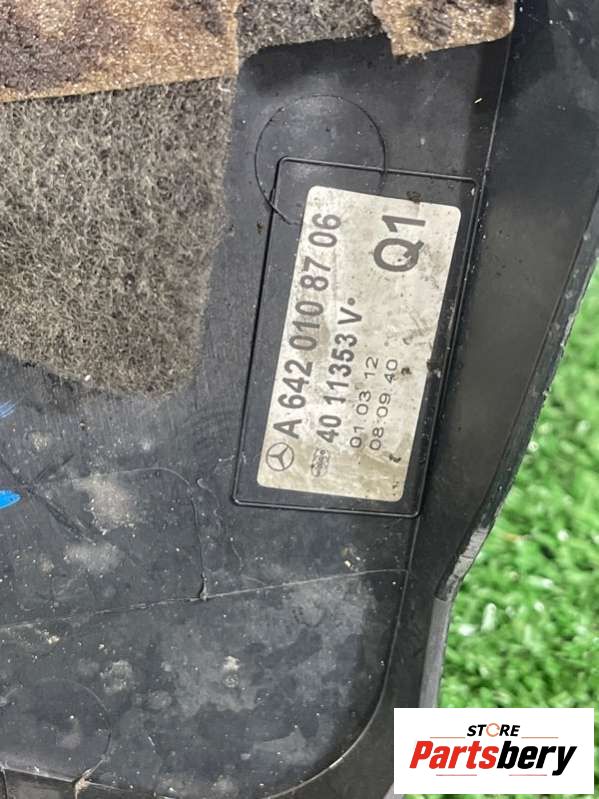 A 642 010 87 06
40 11353 V
01 03 12
08:09:40
Q1
STORE
Partsbery